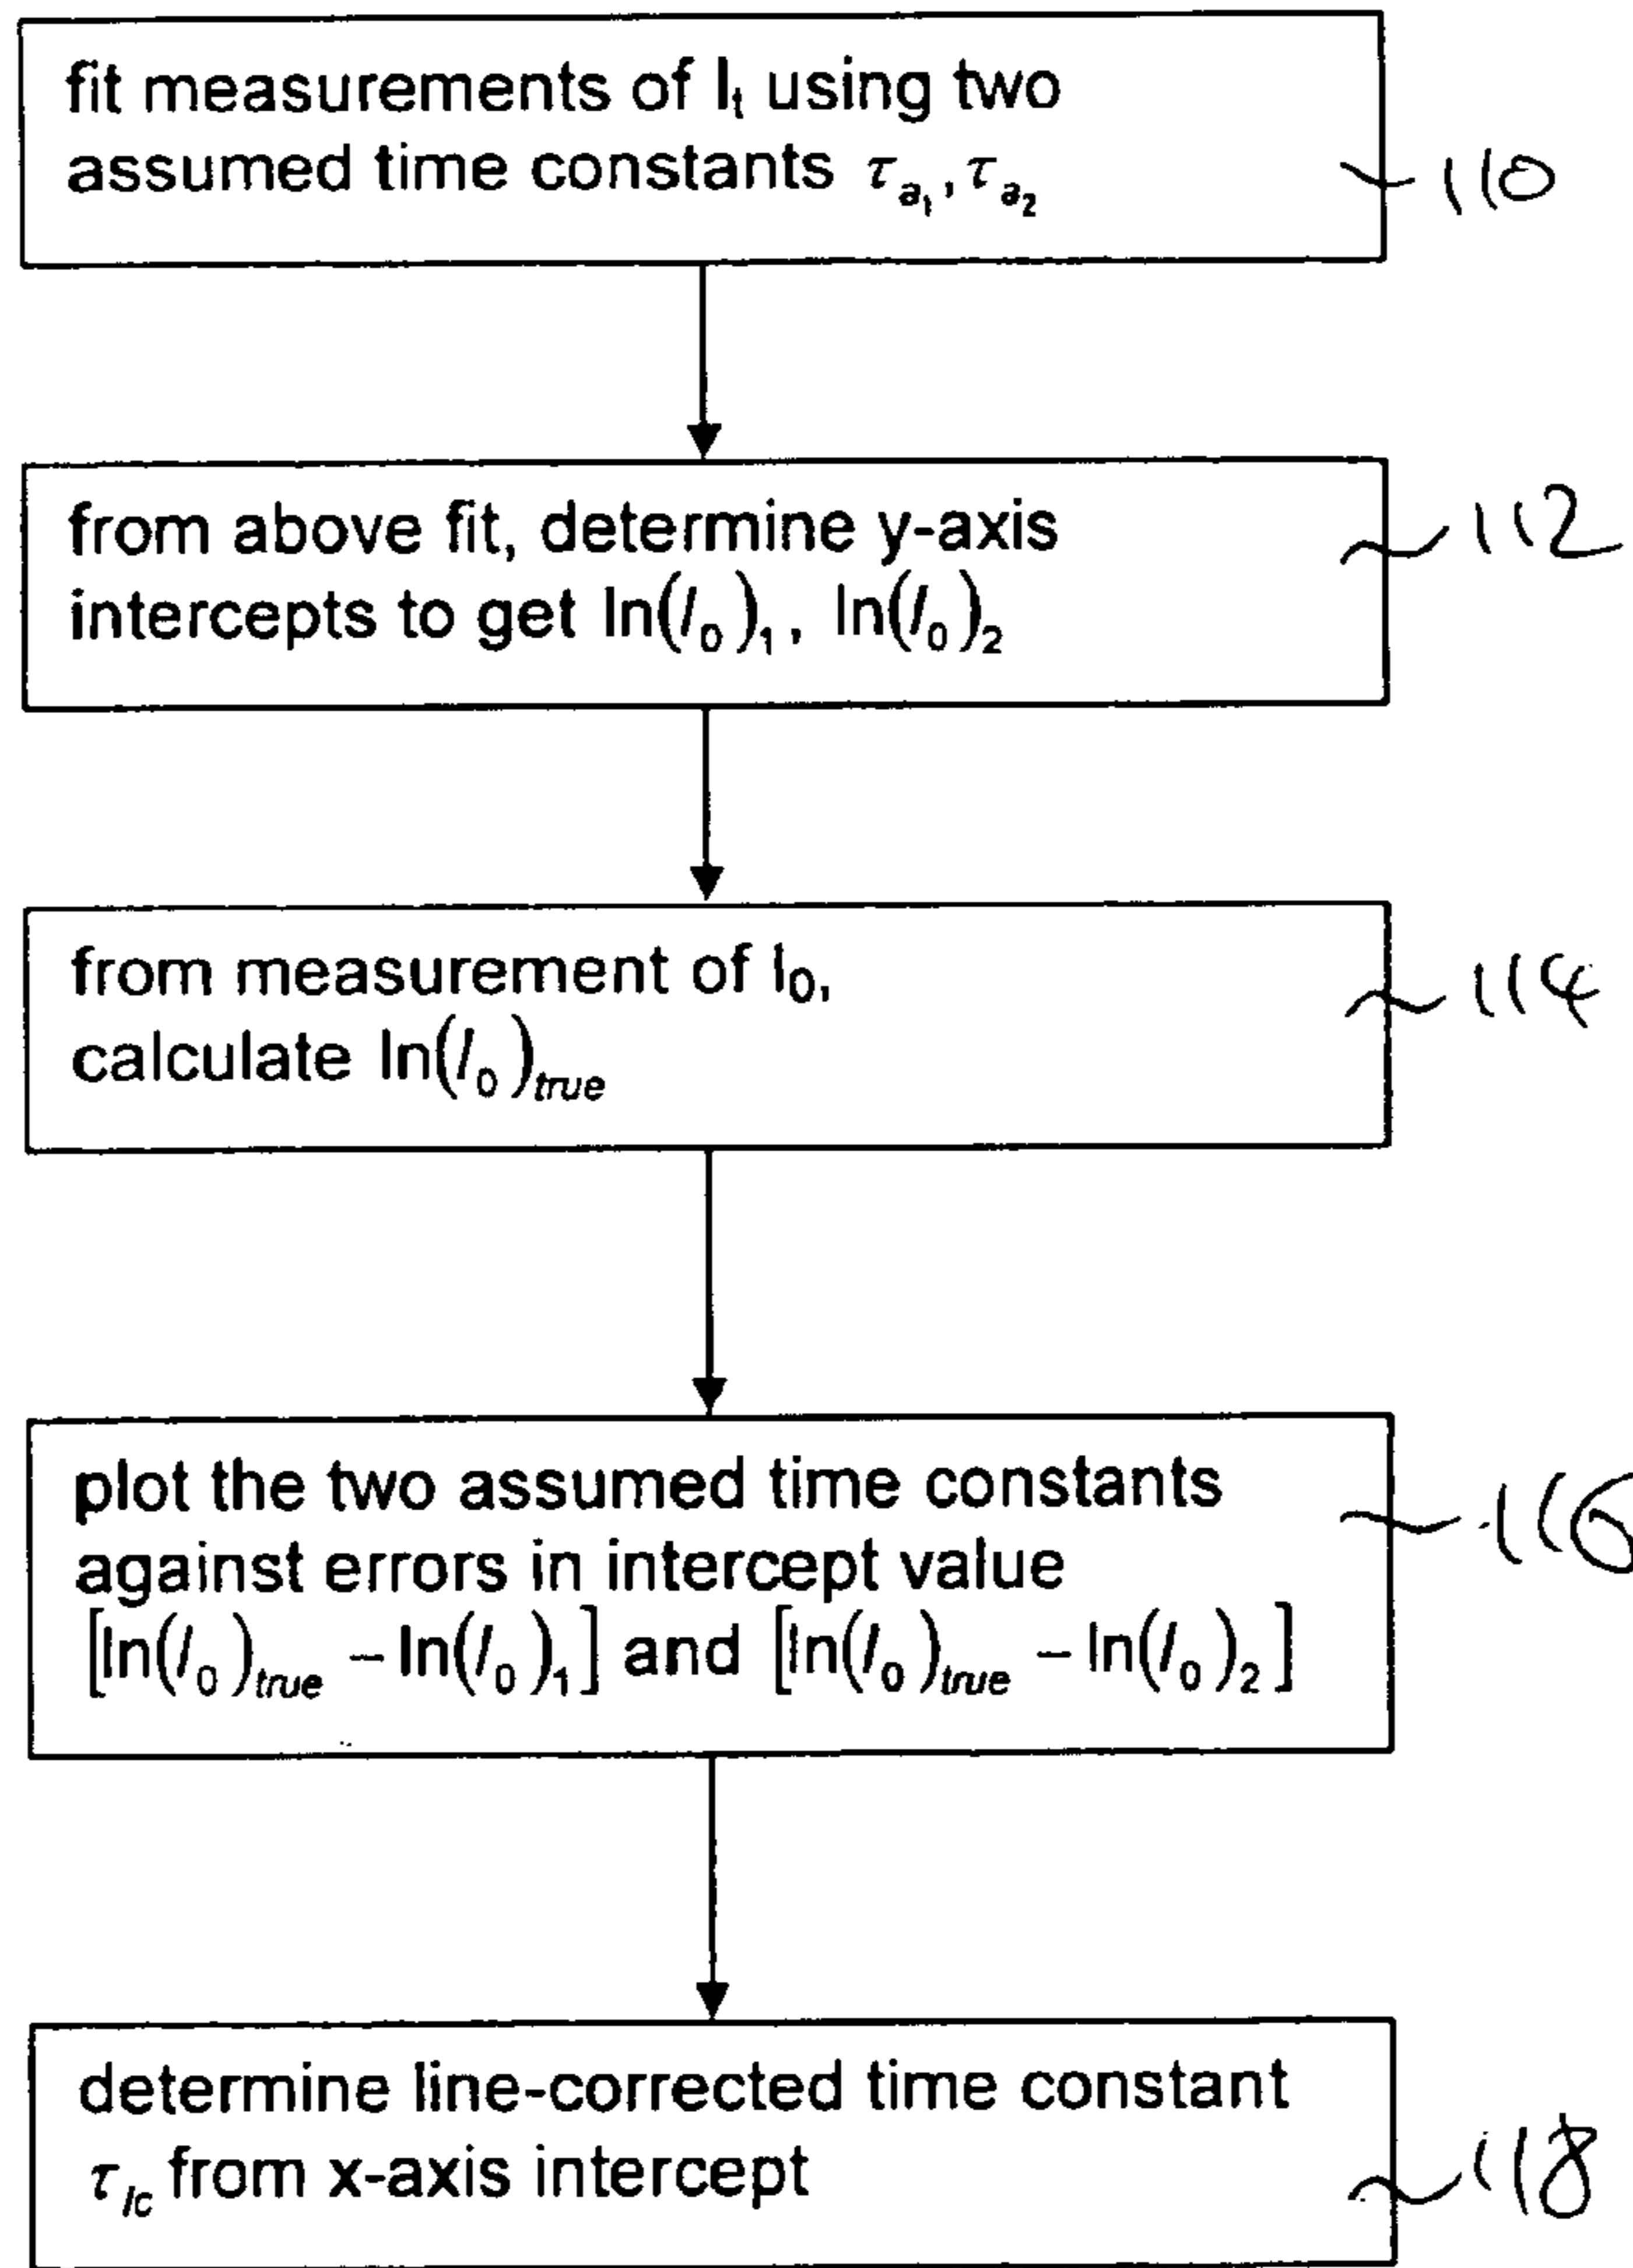 fit measurements of Iₜ using two
assumed time constants τₐ₁, τₐ₂
110
from above fit, determine y-axis
intercepts to get ln(I₀)₁, ln(I₀)₂
112
from measurement of I₀,
calculate ln(I₀)true
114
plot the two assumed time constants
against errors in intercept value
[ln(I₀)true − ln(I₀)₁] and [ln(I₀)true − ln(I₀)₂]
116
determine line-corrected time constant
τlc from x-axis intercept
118